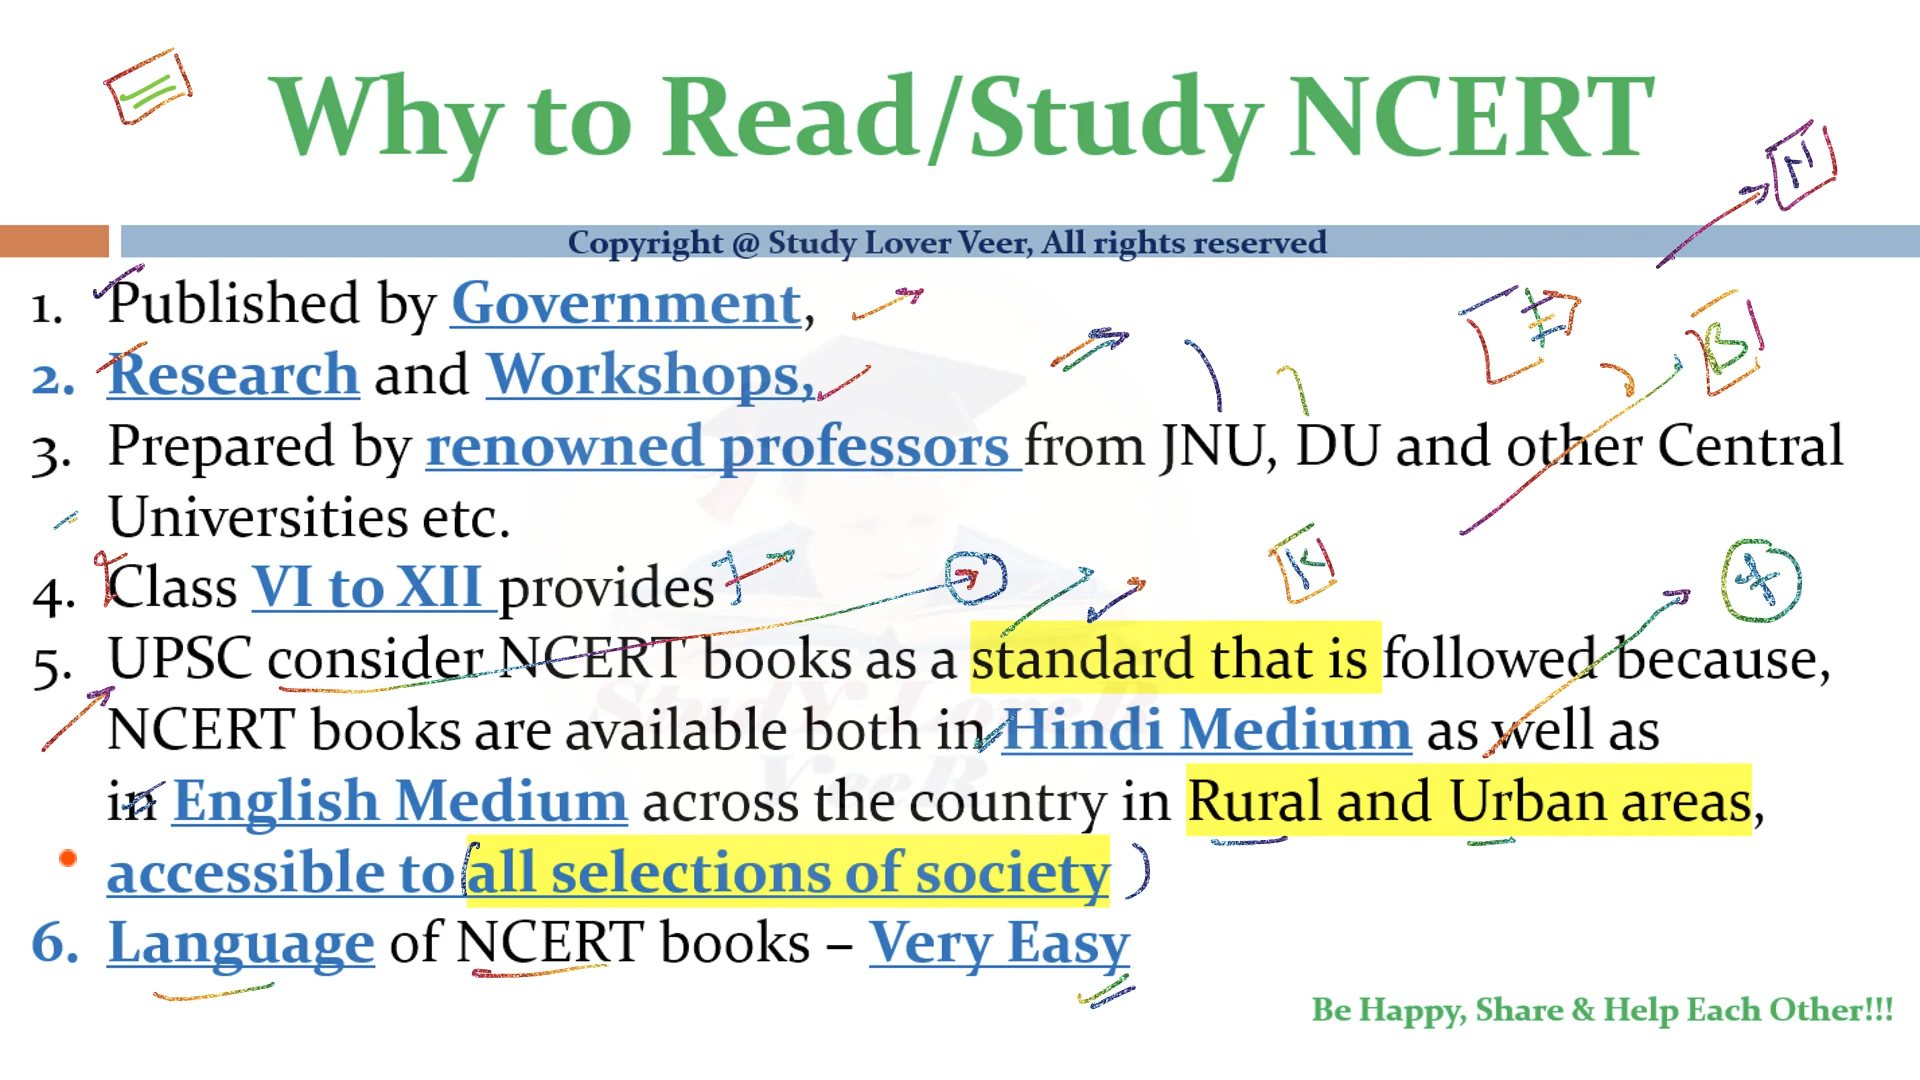 Why to Read/Study NCERT
N
Copyright @ Study Lover Veer, All rights reserved
1. Published by Government,
2. Research and Workshops,
B
3. Prepared by renowned professors from JNU, DU and other Central
Universities etc.
4. Class VI to XII provides
K
5. UPSC consider NCERT books as a standard that is followed because,
NCERT books are available both in Hindi Medium as well as
in English Medium across the country in Rural and Urban areas,
accessible to all selections of society
6. Language of NCERT books – Very Easy
Be Happy, Share & Help Each Other!!!
Study Lover
VeeR